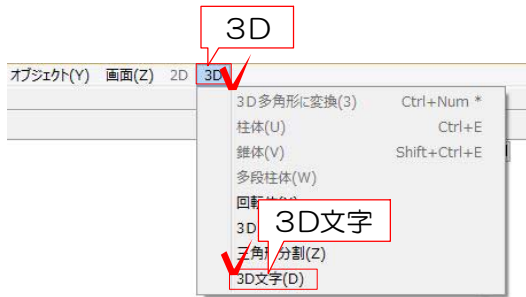 3D
オブジェクト(Y) 画面(Z) 2D 3D
3D多角形に変換(3) Ctrl+Num *
柱体(U) Ctrl+E
錐体(V) Shift+Ctrl+E
多段柱体(W)
3D文字
3D
三角形分割(Z)
3D文字(D)